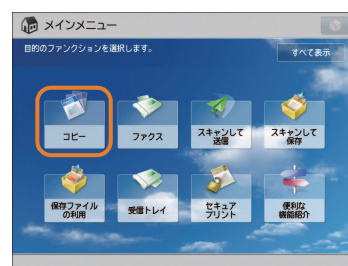 メインメニュー
目的のファンクションを選択します。
すべて表示
コピー
ファクス
スキャンして
送信
スキャンして
保存
保存ファイル
の利用
受信トレイ
セキュア
プリント
便利な
機能紹介